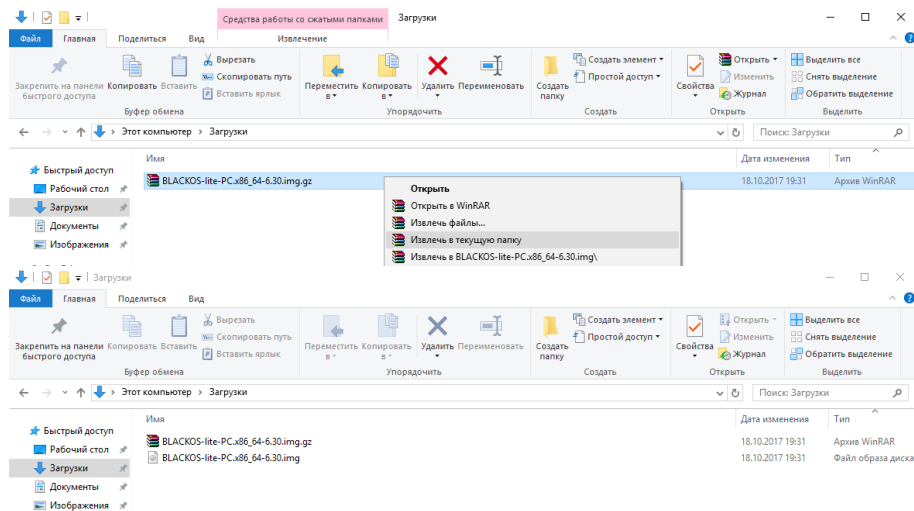 Средства работы со сжатыми папками Загрузки
Файл Главная Поделиться Вид Извлечение
Закрепить на панели быстрого доступа
Копировать
Вставить
Вырезать
Скопировать путь
Вставить ярлык
Буфер обмена
Переместить в
Копировать в
Удалить
Переименовать
Упорядочить
Создать папку
Создать элемент
Простой доступ
Создать
Свойства
Открыть
Изменить
Журнал
Открыть
Выделить все
Снять выделение
Обратить выделение
Выделить
Этот компьютер › Загрузки
Поиск: Загрузки
Имя Дата изменения Тип
Быстрый доступ
Рабочий стол
Загрузки
Документы
Изображения
BLACKOS-lite-PC.x86_64-6.30.img.gz 18.10.2017 19:31 Архив WinRAR
Открыть
Открыть в WinRAR
Извлечь файлы...
Извлечь в текущую папку
Извлечь в BLACKOS-lite-PC.x86_64-6.30.img\
Загрузки
Файл Главная Поделиться Вид
Закрепить на панели быстрого доступа
Копировать
Вставить
Вырезать
Скопировать путь
Вставить ярлык
Буфер обмена
Переместить в
Копировать в
Удалить
Переименовать
Упорядочить
Создать папку
Создать элемент
Простой доступ
Создать
Свойства
Открыть
Изменить
Журнал
Открыть
Выделить все
Снять выделение
Обратить выделение
Выделить
Этот компьютер › Загрузки
Поиск: Загрузки
Имя Дата изменения Тип
Быстрый доступ
Рабочий стол
Загрузки
Документы
Изображения
BLACKOS-lite-PC.x86_64-6.30.img.gz 18.10.2017 19:31 Архив WinRAR
BLACKOS-lite-PC.x86_64-6.30.img 18.10.2017 19:31 Файл образа диска